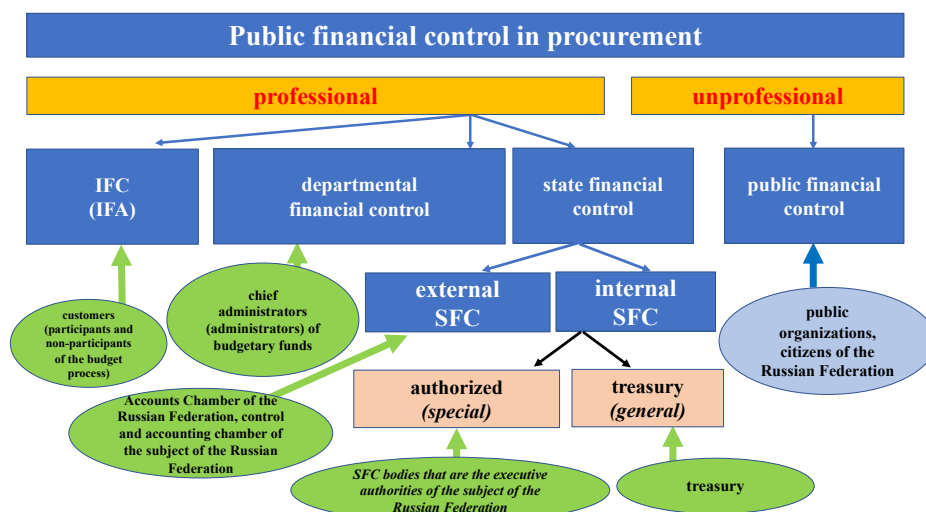 Public financial control in procurement
professional
unprofessional
IFC
(IFA)
departmental
financial control
state financial
control
public financial
control
customers
(participants and
non-participants
of the budget
process)
chief
administrators
(administrators) of
budgetary funds
external
SFC
internal
SFC
public
organizations,
citizens of the
Russian Federation
Accounts Chamber of the
Russian Federation, control
and accounting chamber of
the subject of the Russian
Federation
authorized
(special)
treasury
(general)
SFC bodies that are the executive
authorities of the subject of the
Russian Federation
treasury